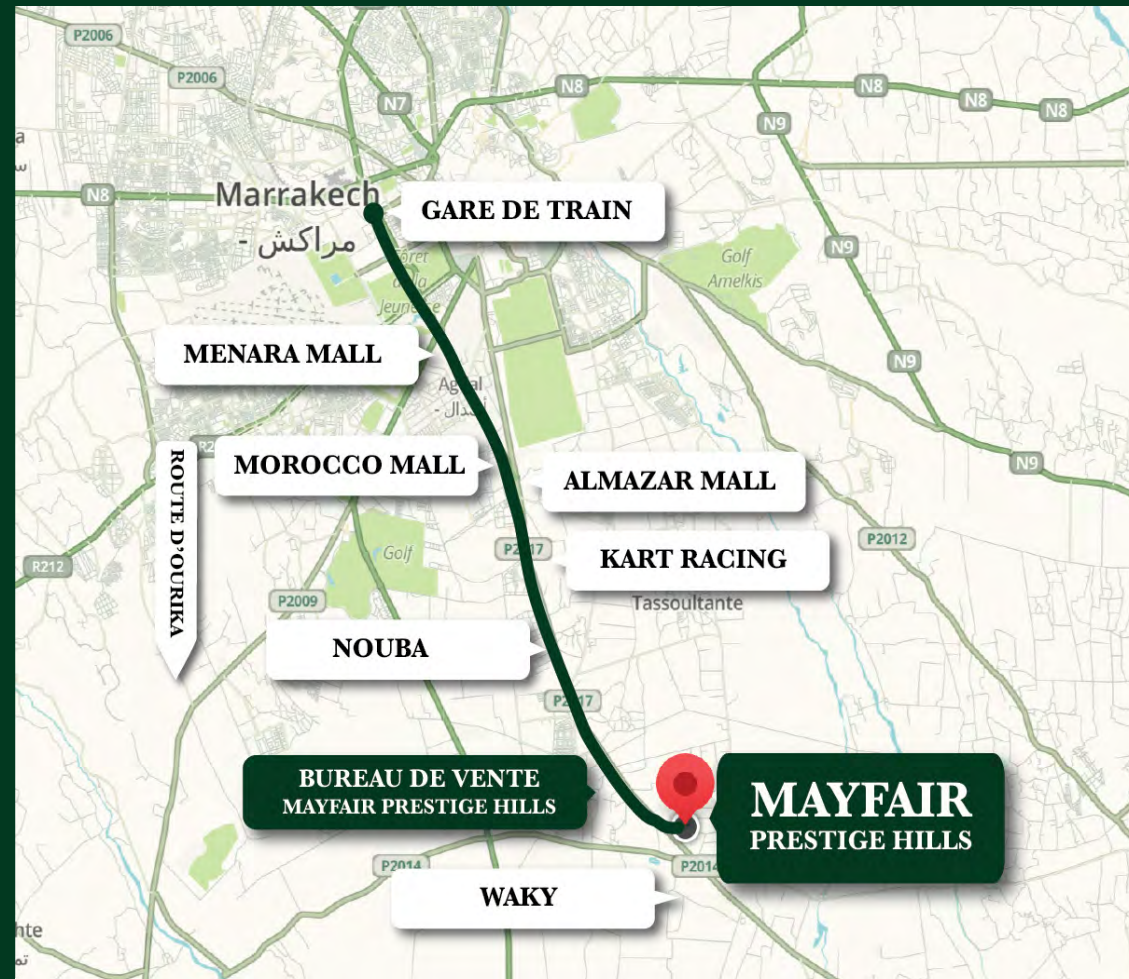 P2006
P2006
N7
N8
N8
N8
N8
N9
N8
Marrakech
مراكش -
GARE DE TRAIN
Golf
Amelkis
N9
Jeunesse
MENARA MALL
N9
أكدال -
MOROCCO MALL
ALMAZAR MALL
N9
ROUTE D'OURIKA
R212
Golf
KART RACING
P2012
P2009
Tassoultante
NOUBA
BUREAU DE VENTE
MAYFAIR PRESTIGE HILLS
MAYFAIR
PRESTIGE HILLS
P2014
P2014
WAKY